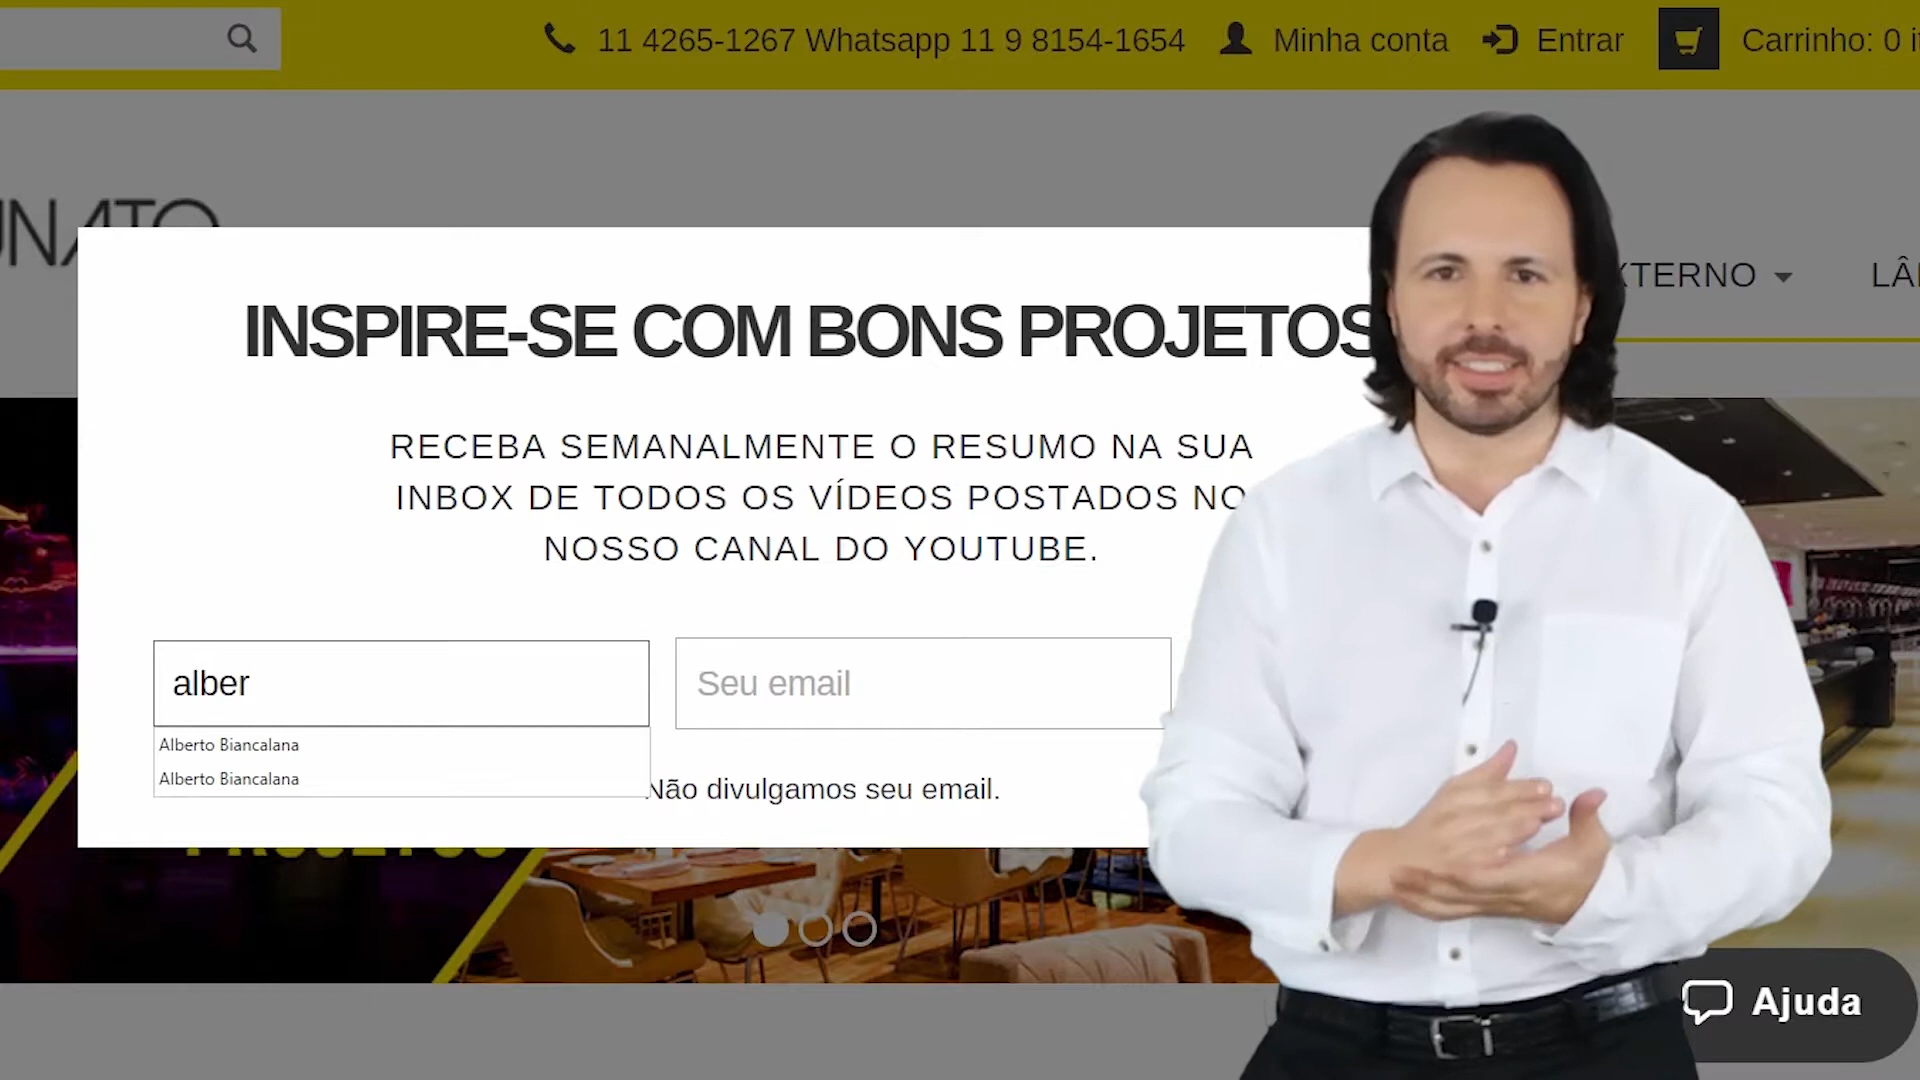 11 4265-1267 Whatsapp 11 9 8154-1654
Minha conta
Entrar
Carrinho: 0
INSPIRE-SE COM BONS PROJETOS
RECEBA SEMANALMENTE O RESUMO NA SUA
INBOX DE TODOS OS VÍDEOS POSTADOS NO
NOSSO CANAL DO YOUTUBE.
alber
Seu email
Alberto Biancalana
Alberto Biancalana
Não divulgamos seu email.
Ajuda